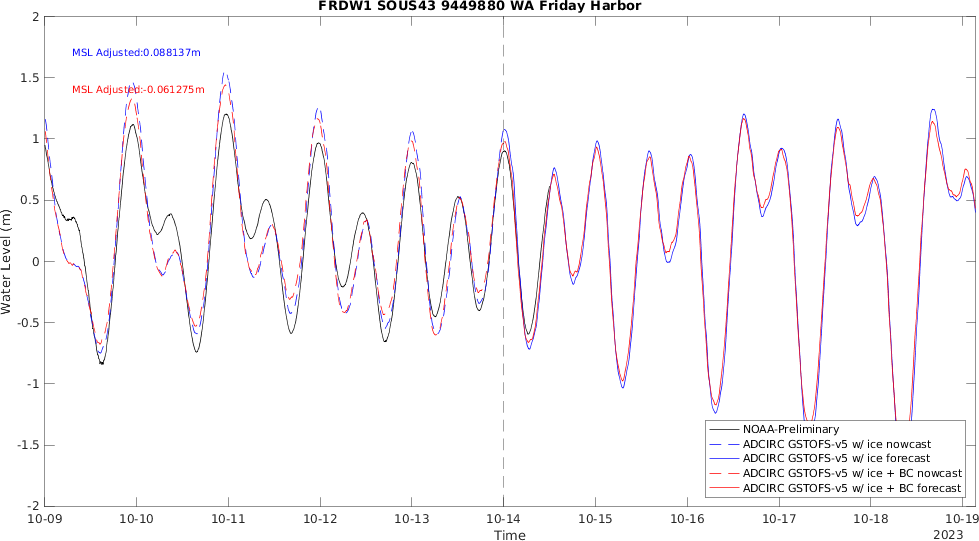 FRDW1 SOUS43 9449880 WA Friday Harbor
2
1.5
1
0.5
0
-0.5
-1
-1.5
-2
Water Level (m)
MSL Adjusted:0.088137m
MSL Adjusted:-0.061275m
NOAA-Preliminary
ADCIRC GSTOFS-v5 w/ ice nowcast
ADCIRC GSTOFS-v5 w/ ice forecast
ADCIRC GSTOFS-v5 w/ ice + BC nowcast
ADCIRC GSTOFS-v5 w/ ice + BC forecast
10-09 10-10 10-11 10-12 10-13 10-14 10-15 10-16 10-17 10-18 10-19
Time
2023